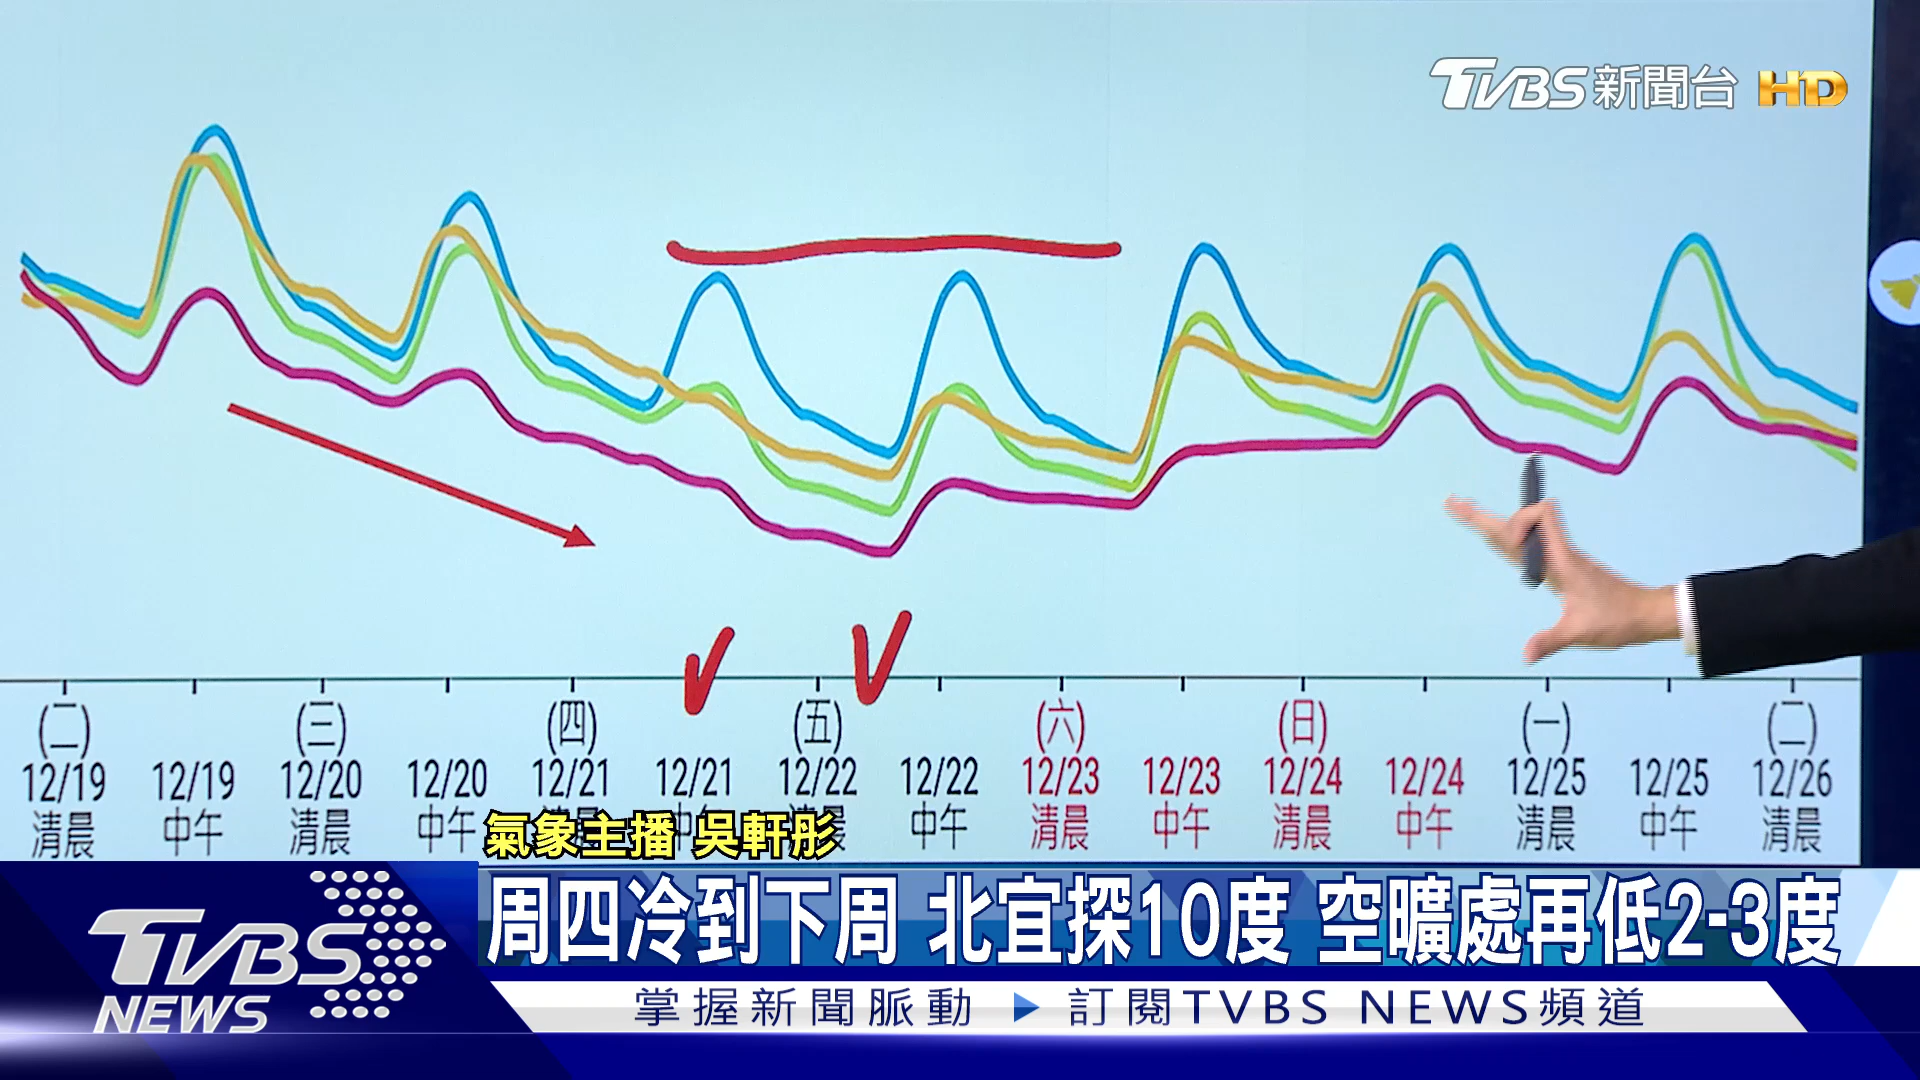 TVBS新聞台 HD
(二) (三) (四) (五) (六) (日) (一) (二)
12/19 12/19 12/20 12/20 12/21 12/21 12/22 12/22 12/23 12/23 12/24 12/24 12/25 12/25 12/26
清晨 中午 清晨 中午 清晨 中午 清晨 中午 清晨 中午 清晨 中午 清晨 中午 清晨
氣象主播 吳軒彤
周四冷到下周 北宜探10度 空曠處再低2-3度
TVBS
NEWS
掌握新聞脈動 ▶ 訂閱TVBS NEWS頻道